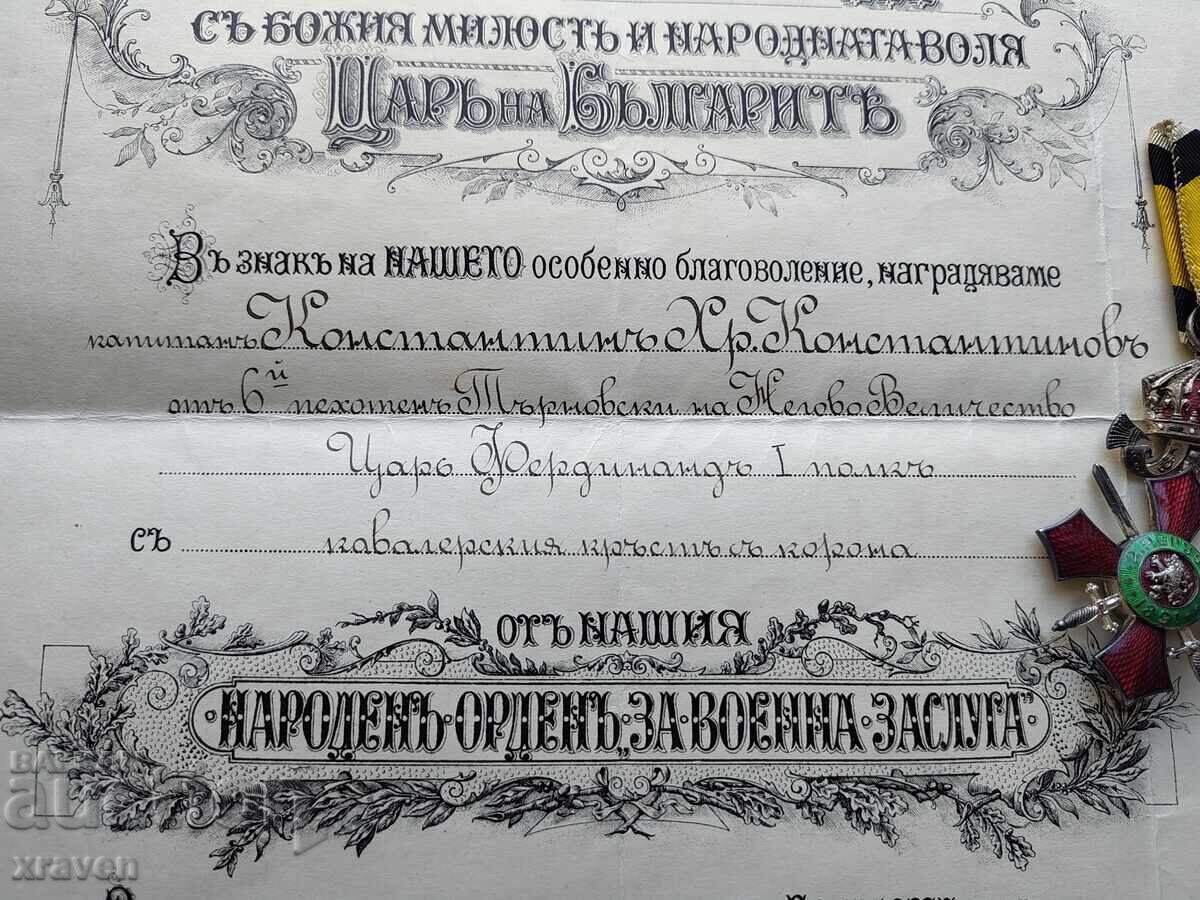 СЪ БОЖИЯ МИЛОСТЬ И НАРОДНАТА ВОЛЯ
ЦАРЬ НА БЪЛГАРИТѢ
Въ знакъ на НАШЕТО особенно благоволение, наградяваме
капитанъ Константинъ Хр. Константиновъ
отъ 6й пехотенъ Търновски на Негово Величество
Царь Фердинандъ I полкъ
СЪ кавалерския кръстъ съ корона
ОТЪ НАШИЯ
НАРОДЕНЪ · ОРДЕНЪ · „ЗА · ВОЕННА · ЗАСЛУГА"
xraven